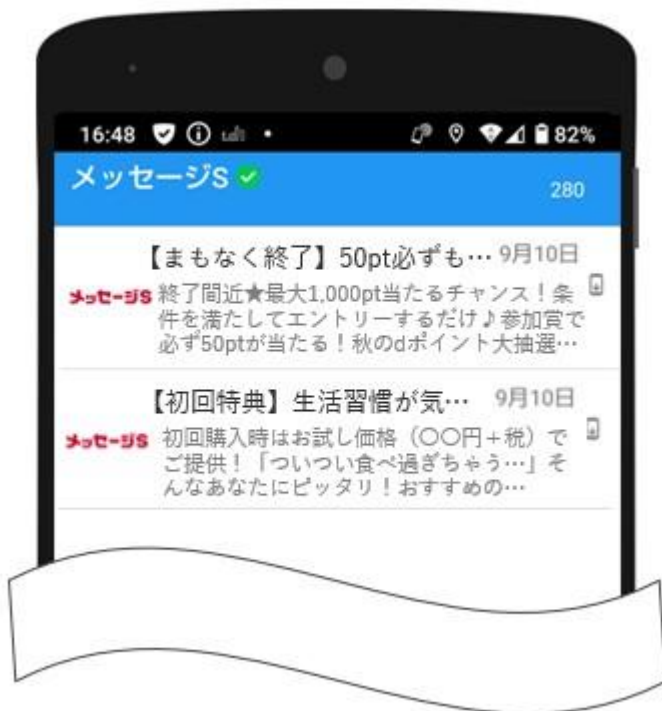 16:48 82%
メッセージS
280
【まもなく終了】50pt必ずも… 9月10日
メッセージS 終了間近★最大1,000pt当たるチャンス！条
件を満たしてエントリーするだけ♪参加賞で
必ず50ptが当たる！秋のdポイント大抽選…
【初回特典】生活習慣が気… 9月10日
メッセージS 初回購入時はお試し価格（〇〇円＋税）で
ご提供！「ついつい食べ過ぎちゃう…」そ
んなあなたにピッタリ！おすすめの…